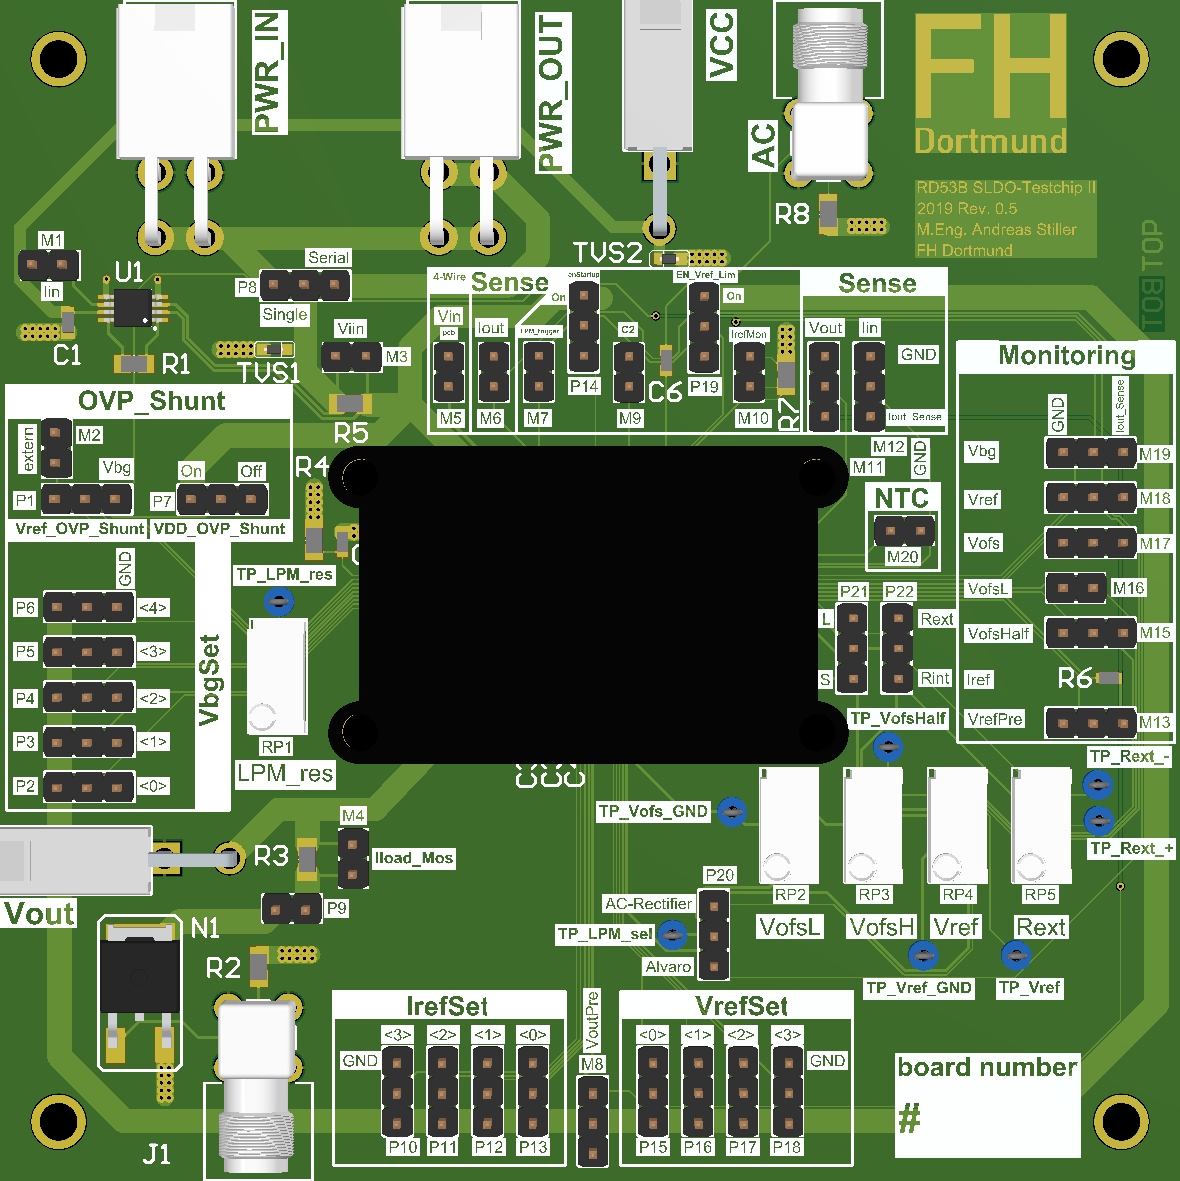 PWR_IN
PWR_OUT
VCC
AC
FH
Dortmund
RD53B SLDO-Testchip II
2019 Rev. 0.5
M.Eng. Andreas Stiller
FH Dortmund
TOP
BOT
R8
TVS2
M1
Iin
U1
C1
R1
P8
Serial
Single
TVS1
Viin
M3
R5
4-Wire
Sense
Vin
pcb
Iout
On
LPM_trigger
enStartup
EN_Vref_Lim
On
C2
IrefMon
M5
M6
M7
P14
M9
C6
P19
M10
R7
Sense
Vout
Iin
GND
Iout_Sense
M12
M11
GND
Monitoring
GND
Iout_Sense
Vbg
M19
Vref
M18
Vofs
M17
VofsL
M16
VofsHalf
M15
Iref
R6
VrefPre
M13
OVP_Shunt
extern
M2
Vbg
On
Off
P1
P7
Vref_OVP_Shunt
VDD_OVP_Shunt
R4
NTC
M20
GND
P6
<4>
P5
<3>
P4
<2>
P3
<1>
P2
<0>
VbgSet
TP_LPM_res
RP1
LPM_res
P21
P22
L
S
Rext
Rint
TP_VofsHalf
TP_Rext_-
TP_Rext_+
TP_Vofs_GND
RP2
RP3
RP4
RP5
VofsL
VofsH
Vref
Rext
TP_Vref_GND
TP_Vref
M4
R3
Iload_Mos
Vout
P9
N1
R2
J1
P20
AC-Rectifier
TP_LPM_sel
Alvaro
IrefSet
<3>
<2>
<1>
<0>
GND
P10
P11
P12
P13
VoutPre
M8
VrefSet
<0>
<1>
<2>
<3>
GND
P15
P16
P17
P18
board number
#